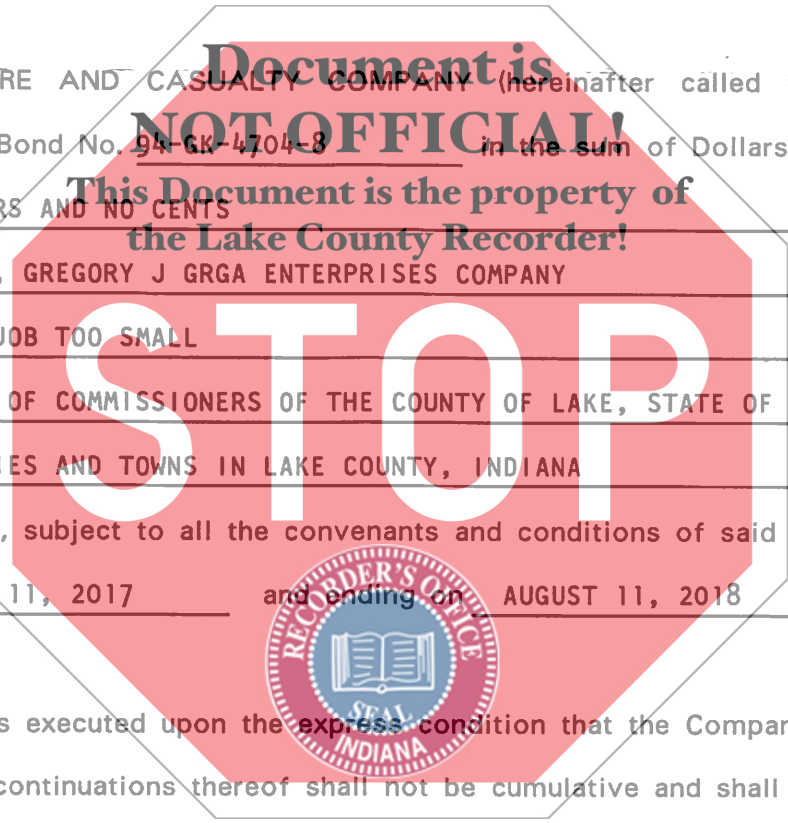 Document is
RE AND CASUALTY COMPANY (hereinafter called
NOT OFFICIAL!
Bond No. 94-GK-4704-8 in the sum of Dollars
This Document is the property of
RS AND NO CENTS
the Lake County Recorder!
GREGORY J GRGA ENTERPRISES COMPANY
JOB TOO SMALL
STOP
OF COMMISSIONERS OF THE COUNTY OF LAKE, STATE OF
IES AND TOWNS IN LAKE COUNTY, INDIANA
, subject to all the convenants and conditions of said
11, 2017 and ending on AUGUST 11, 2018
RECORDER'S OFFICE
SEAL
INDIANA
s executed upon the express condition that the Compan
continuations thereof shall not be cumulative and shall